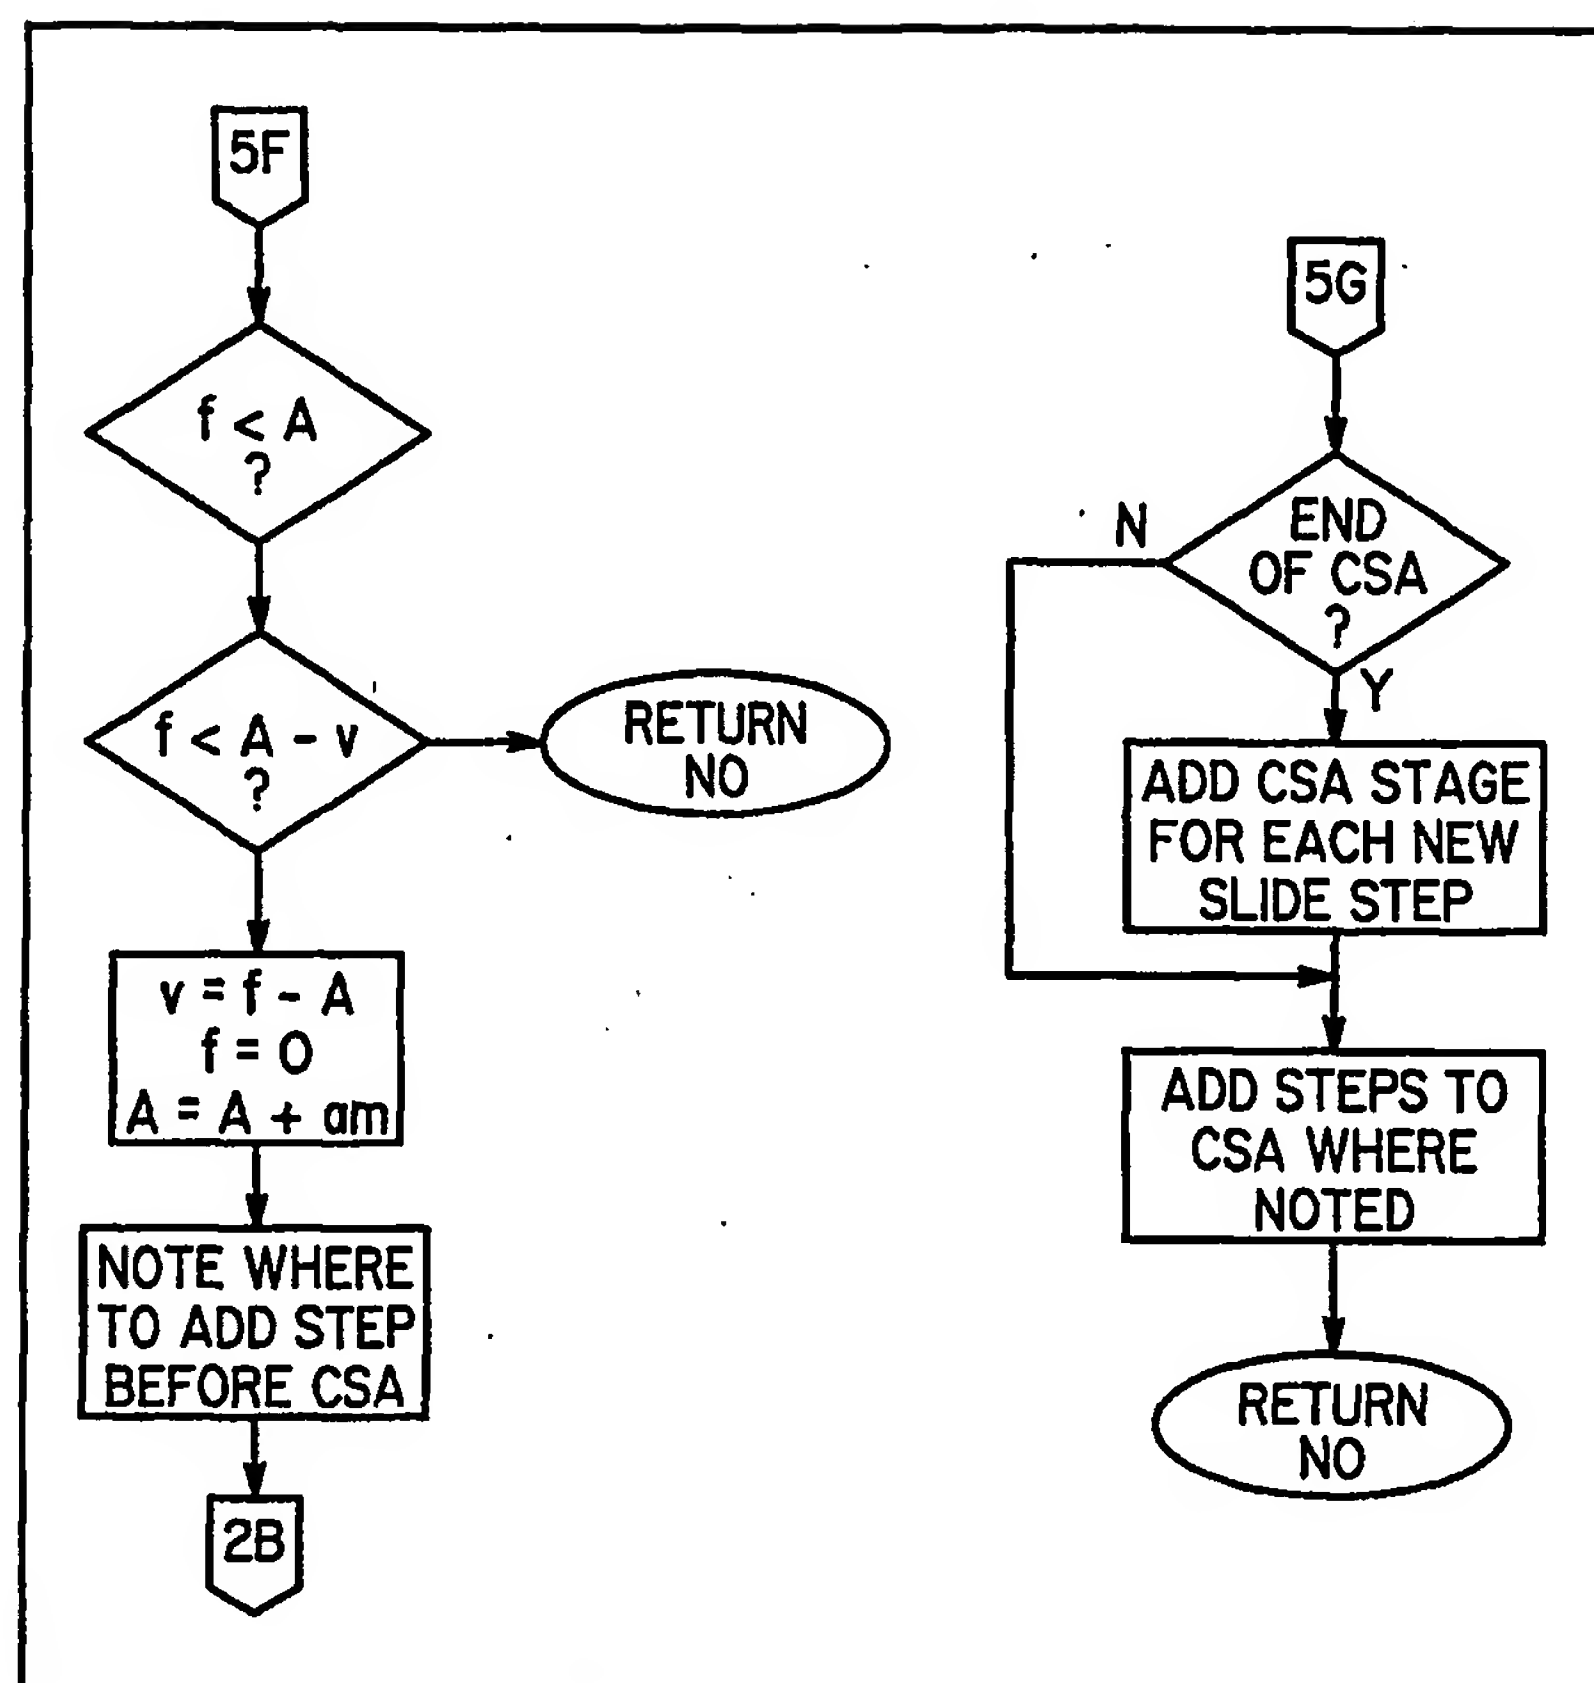 5F
f < A
?
f < A - v
?
RETURN
NO
v = f - A
f = 0
A = A + am
NOTE WHERE
TO ADD STEP
BEFORE CSA
2B
5G
END
OF CSA
?
N
Y
ADD CSA STAGE
FOR EACH NEW
SLIDE STEP
ADD STEPS TO
CSA WHERE
NOTED
RETURN
NO